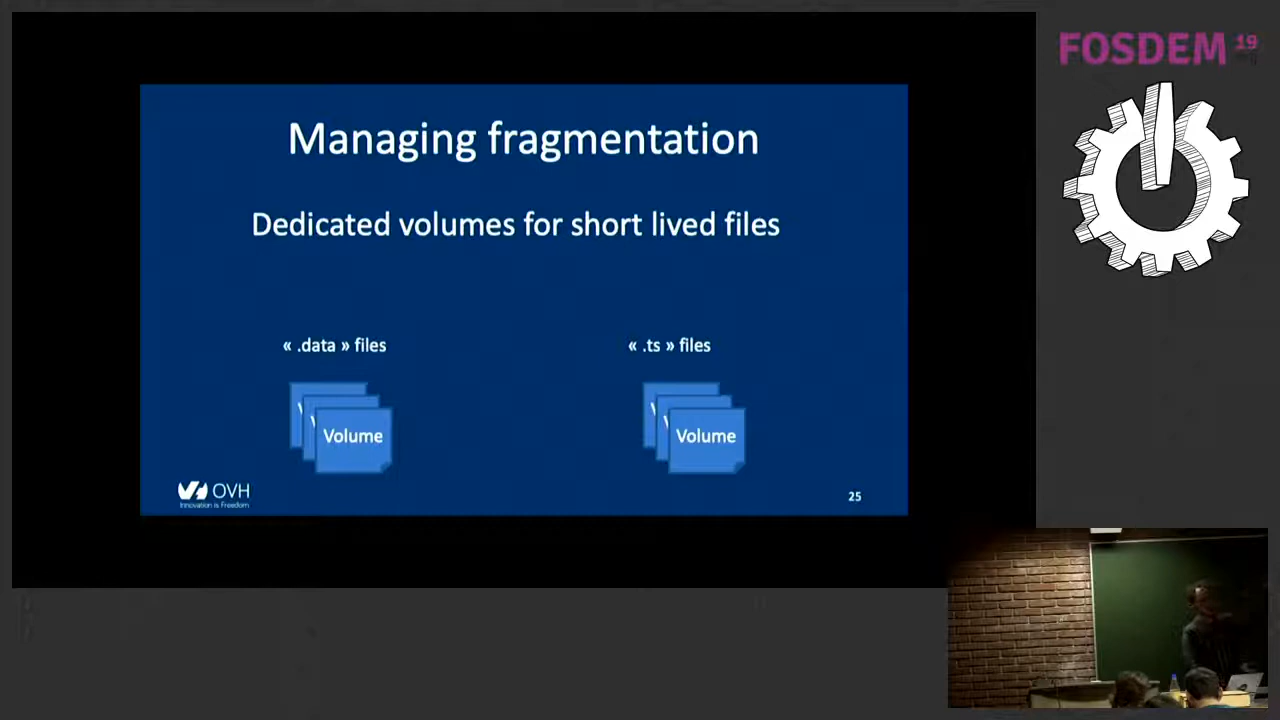 FOSDEM 19
Managing fragmentation
Dedicated volumes for short lived files
« .data » files
« .ts » files
Volume
Volume
OVH
Innovation is Freedom
25